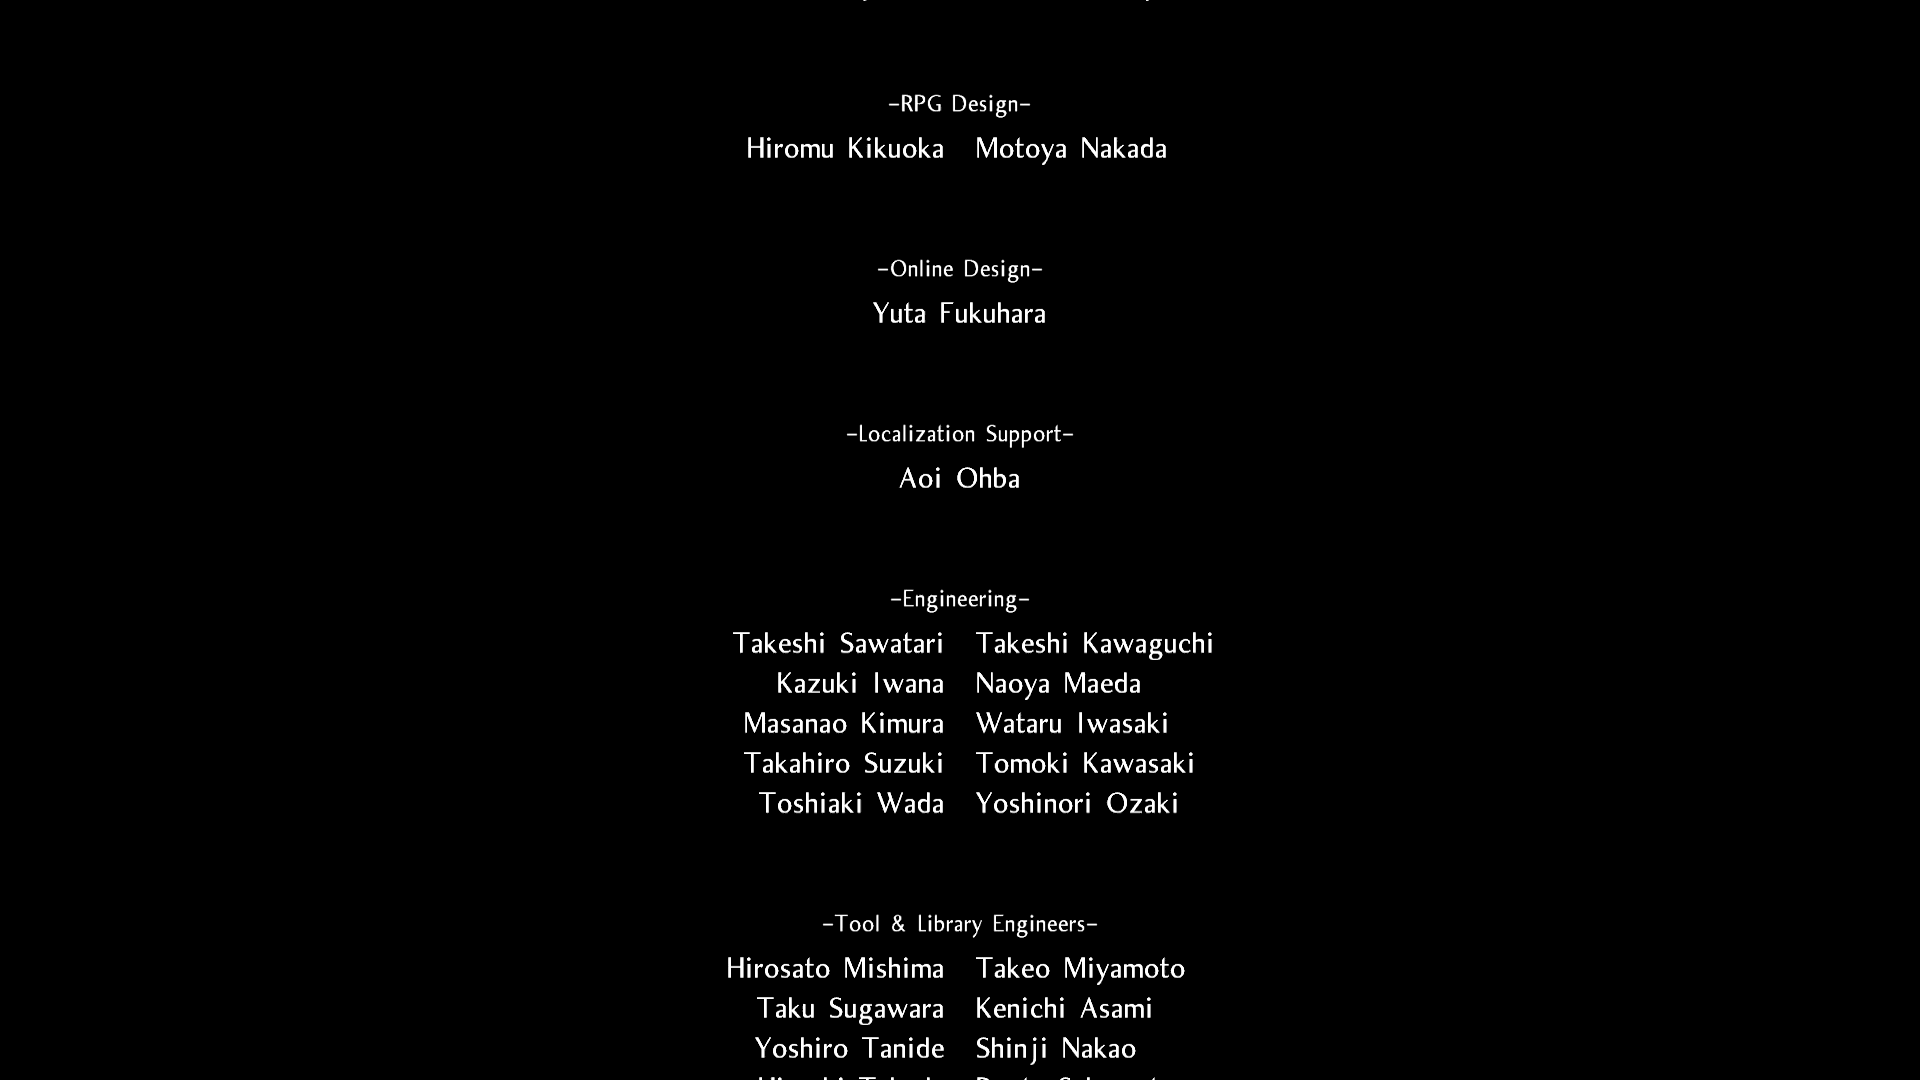 -RPG Design-
Hiromu Kikuoka Motoya Nakada
-Online Design-
Yuta Fukuhara
-Localization Support-
Aoi Ohba
-Engineering-
Takeshi Sawatari Takeshi Kawaguchi
Kazuki Iwana Naoya Maeda
Masanao Kimura Wataru Iwasaki
Takahiro Suzuki Tomoki Kawasaki
Toshiaki Wada Yoshinori Ozaki
-Tool & Library Engineers-
Hirosato Mishima Takeo Miyamoto
Taku Sugawara Kenichi Asami
Yoshiro Tanide Shinji Nakao